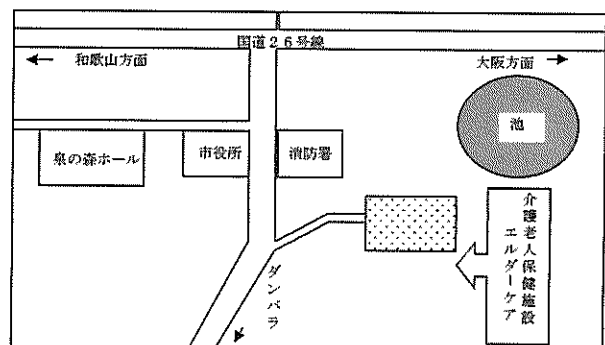 国道26号線
和歌山方面
大阪方面
池
泉の森ホール
市役所
消防署
介護老人保健施設
エルダーケア
ダンバラ